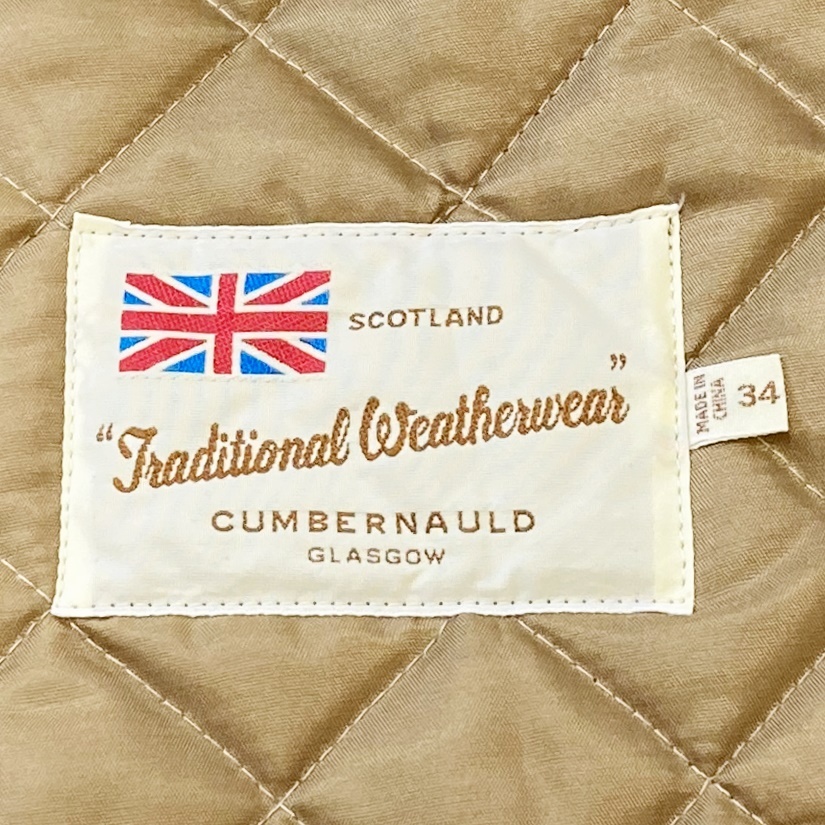 SCOTLAND
“Traditional Weatherwear”
CUMBERNAULD
GLASGOW
MADE IN
CHINA
34